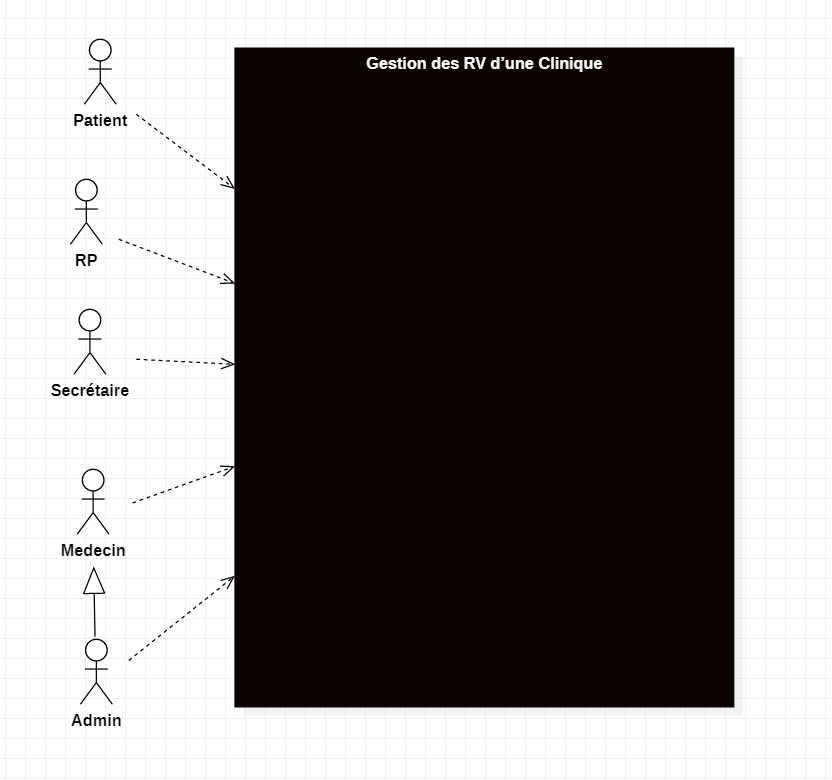 Gestion des RV d’une Clinique
Patient
RP
Secrétaire
Medecin
Admin